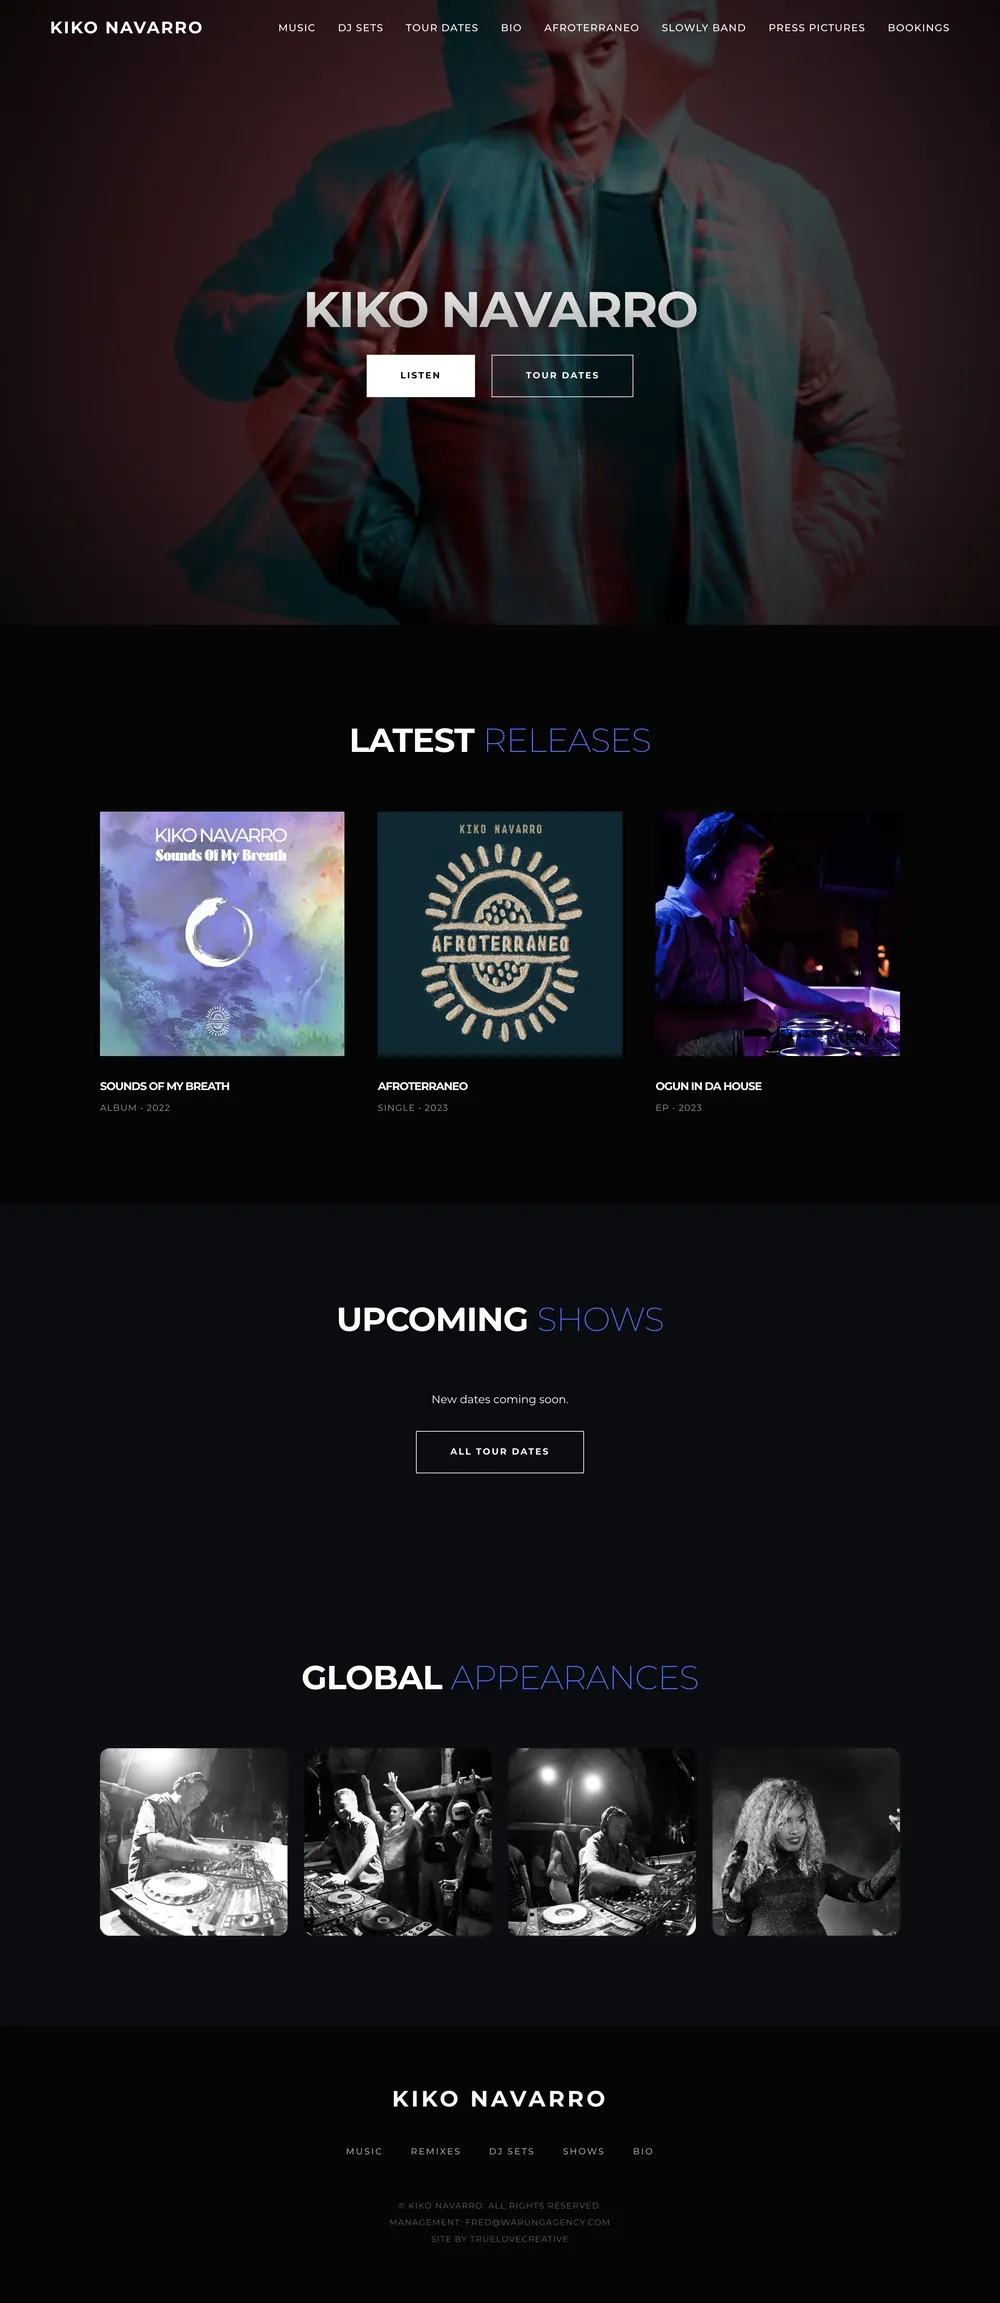 KIKO NAVARRO
MUSIC DJ SETS TOUR DATES BIO AFROTERRANEO SLOWLY BAND PRESS PICTURES BOOKINGS
KIKO NAVARRO
LISTEN TOUR DATES
LATEST RELEASES
KIKO NAVARRO
Sounds Of My Breath
KIKO NAVARRO
AFROTERRANEO
SOUNDS OF MY BREATH
ALBUM • 2022
AFROTERRANEO
SINGLE • 2023
OGUN IN DA HOUSE
EP • 2023
UPCOMING SHOWS
New dates coming soon.
ALL TOUR DATES
GLOBAL APPEARANCES
KIKO NAVARRO
MUSIC REMIXES DJ SETS SHOWS BIO
© KIKO NAVARRO. ALL RIGHTS RESERVED.
MANAGEMENT: FRED@WARUNGAGENCY.COM
SITE BY TRUELOVECREATIVE